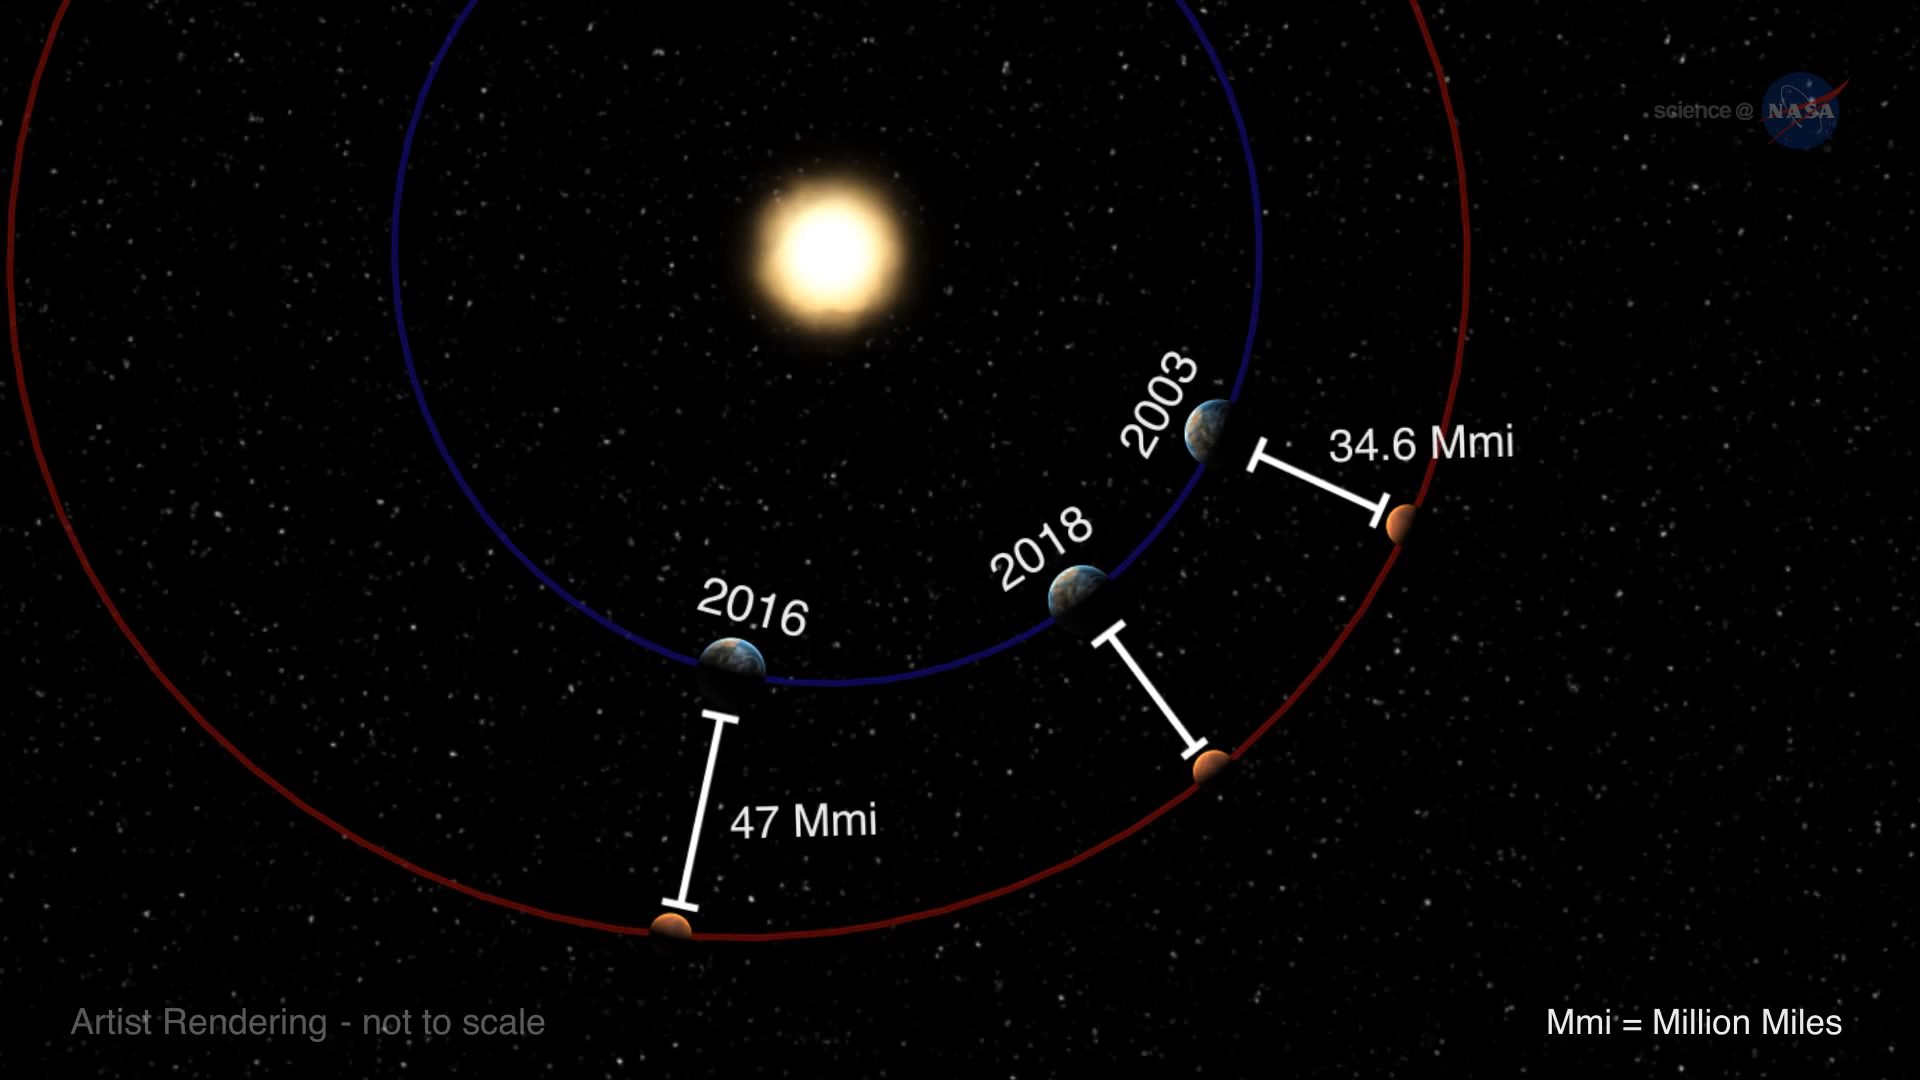 science @ NASA
2003
34.6 Mmi
2018
2016
47 Mmi
Artist Rendering - not to scale
Mmi = Million Miles